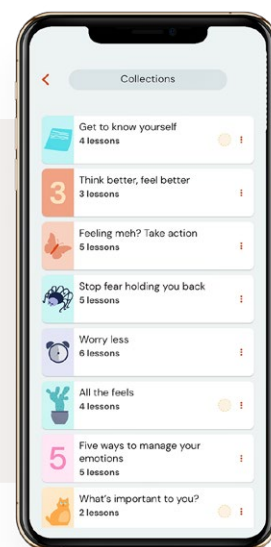 Collections
Get to know yourself
4 lessons
3
Think better, feel better
3 lessons
Feeling meh? Take action
5 lessons
Stop fear holding you back
5 lessons
Worry less
6 lessons
All the feels
4 lessons
5
Five ways to manage your
emotions
5 lessons
What's important to you?
2 lessons